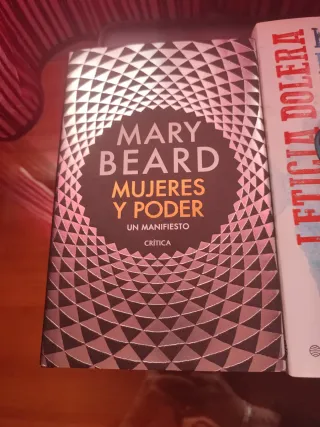 MARY
BEARD
MUJERES
Y PODER
UN MANIFIESTO
CRÍTICA
LETICIA DOLERA